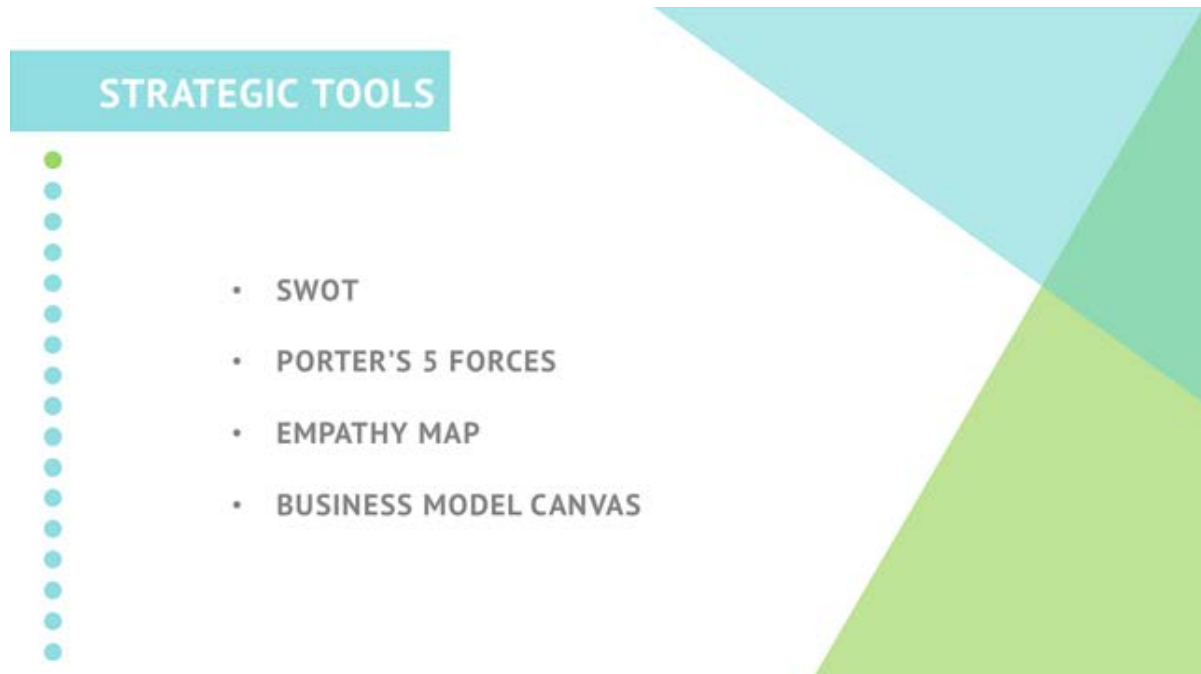 STRATEGIC TOOLS
• SWOT
• PORTER'S 5 FORCES
• EMPATHY MAP
• BUSINESS MODEL CANVAS